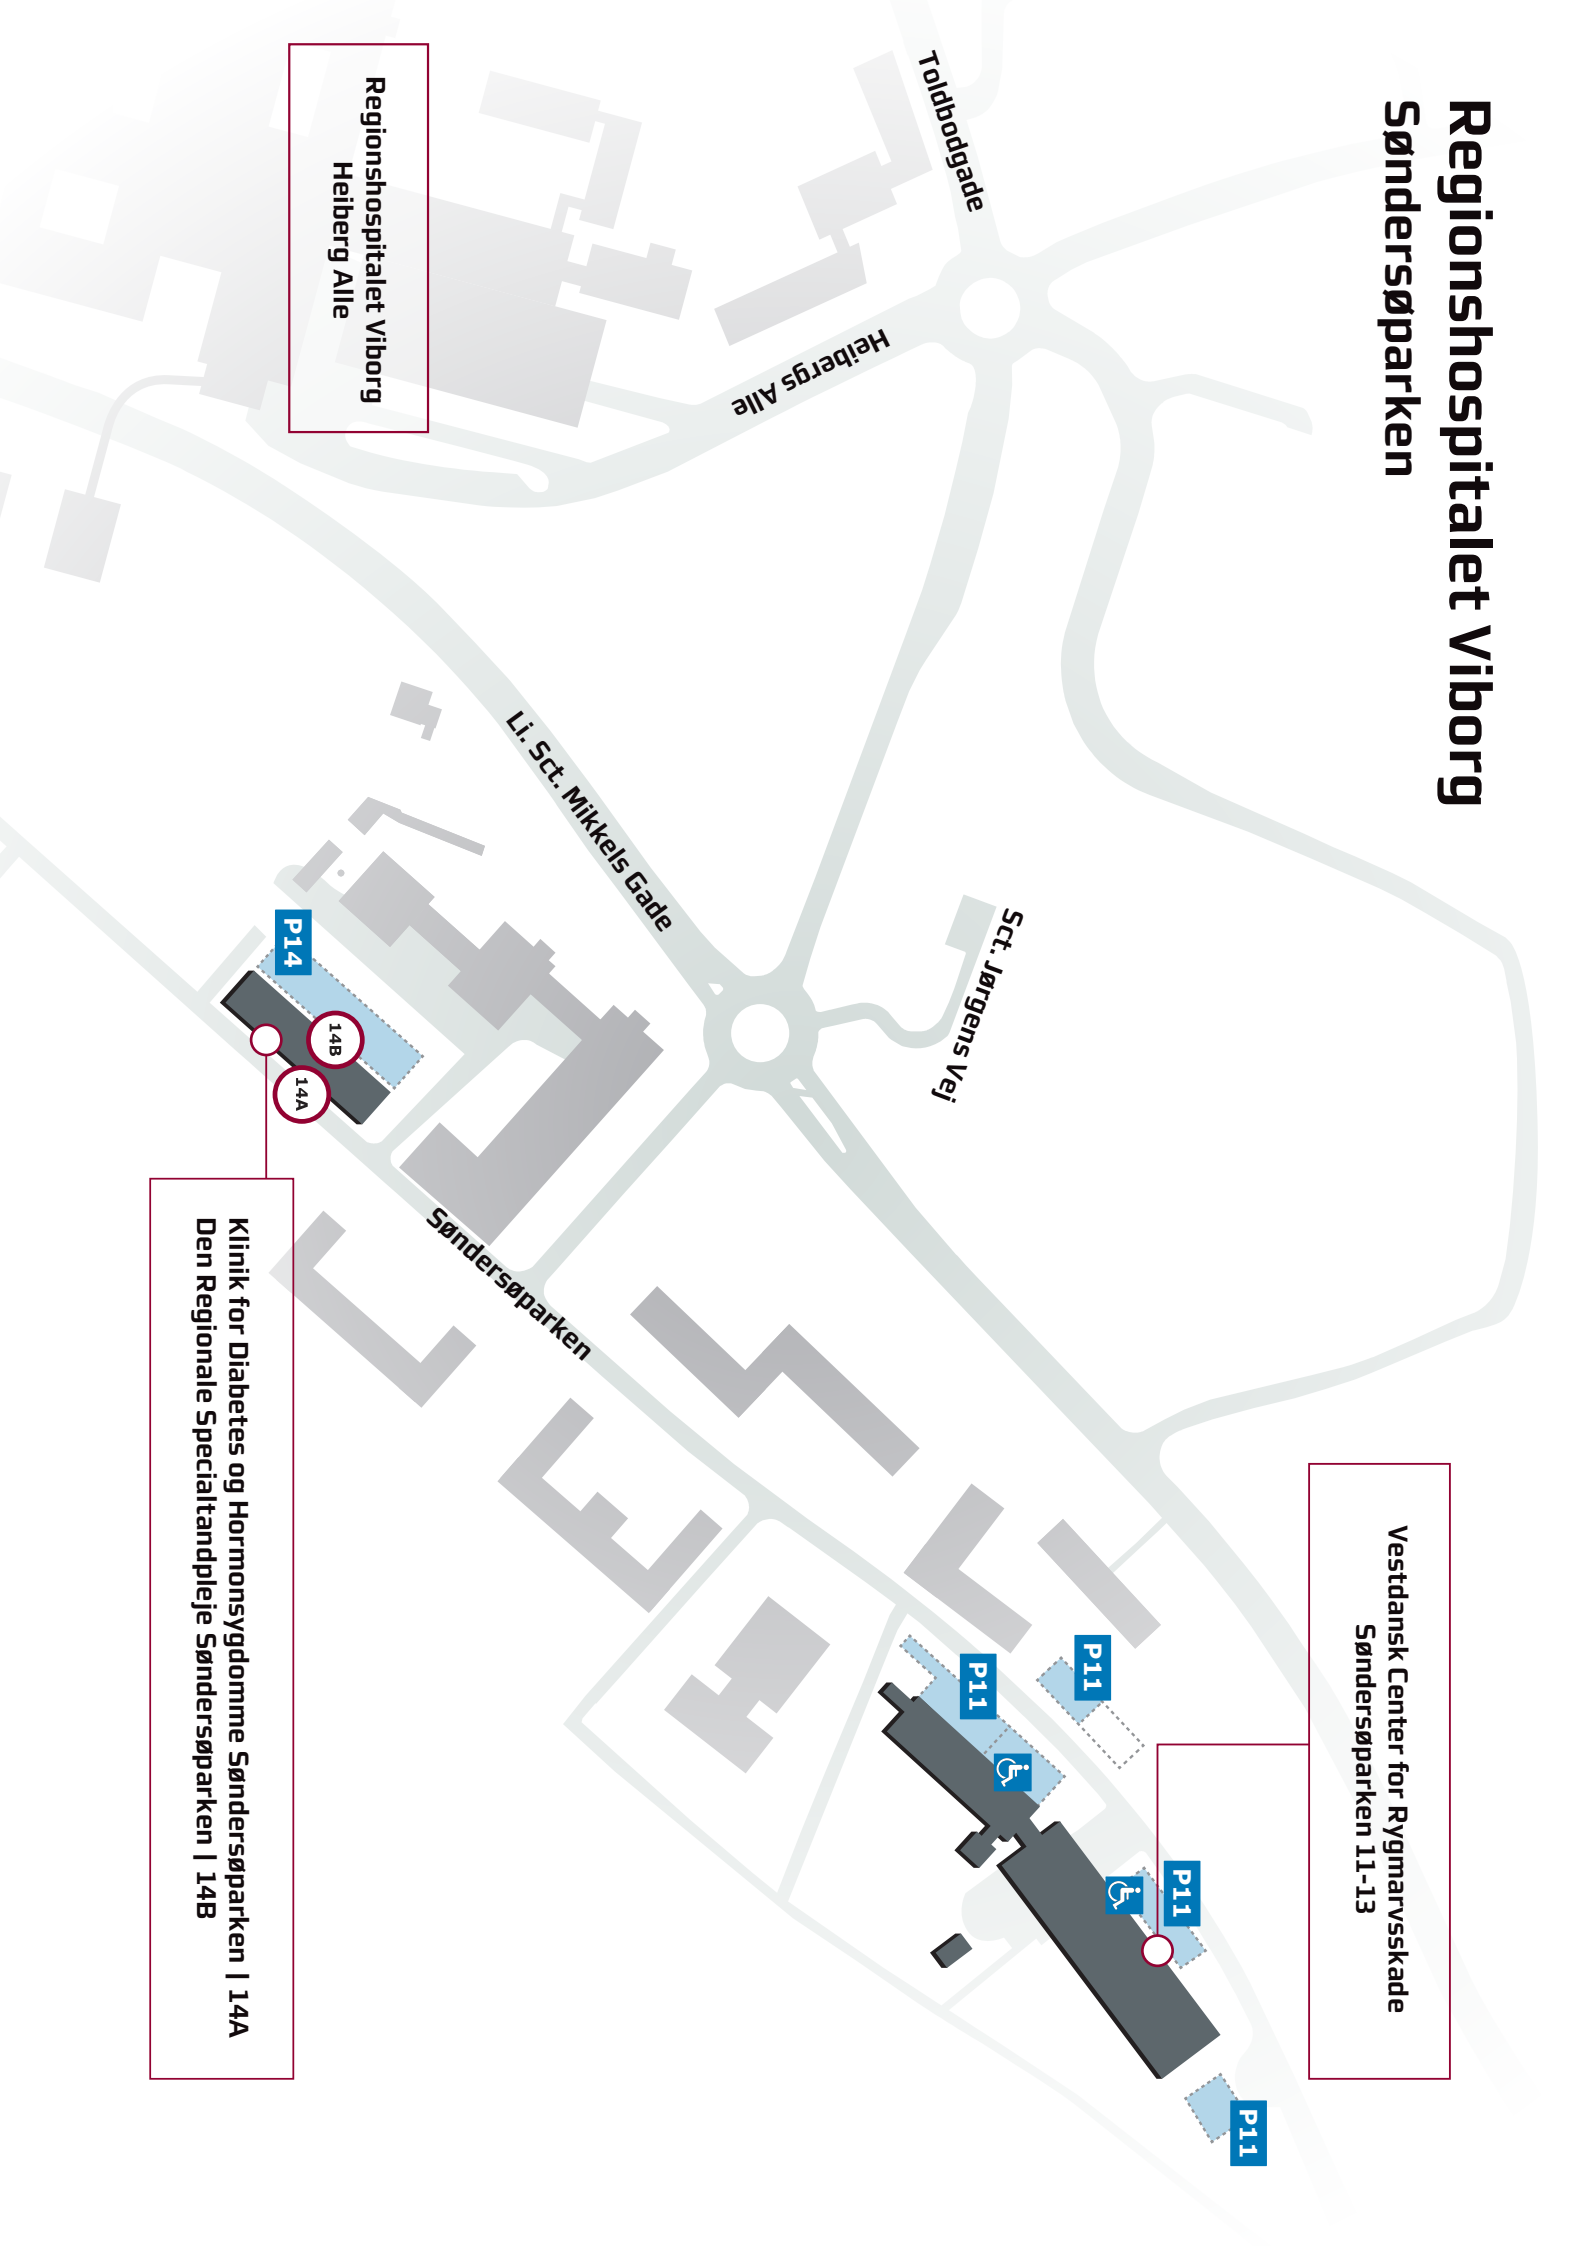 Regionshospitalet Viborg
Søndersøparken
Toldbodgade
Heibergs Alle
Regionshospitalet Viborg
Heiberg Alle
Li. Sct. Mikkels Gade
Sct. Jørgens Vej
Søndersøparken
P14
14B
14A
P11
P11
P11
P11
Vestdansk Center for Rygmarvsskade
Søndersøparken 11-13
Klinik for Diabetes og Hormonsygdomme Søndersøparken | 14A
Den Regionale Specialtandpleje Søndersøparken | 14B